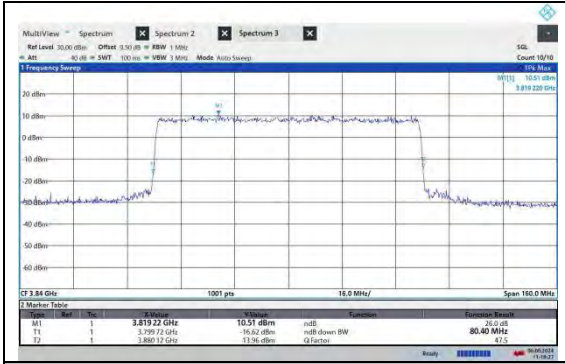 MultiView Spectrum Spectrum 2 Spectrum 3
Ref Level 30.00 dBm Offset 9.50 dB RBW 1 MHz SGL
Att 40 dB SWT 100 ms VBW 3 MHz Mode Auto Sweep Count 10/10
1 Frequency Sweep 1Pk Max
M1[1] 10.51 dBm
3.819 220 GHz
20 dBm
M1
10 dBm
0 dBm
-10 dBm
-20 dBm
-30 dBm
-40 dBm
-50 dBm
-60 dBm
CF 3.84 GHz 1001 pts 16.0 MHz/ Span 160.0 MHz
2 Marker Table
Type Ref Trc X-Value Y-Value Function Function Result
M1 1 3.819 22 GHz 10.51 dBm ndB 26.0 dB
T1 1 3.799 72 GHz -16.62 dBm ndB down BW 80.40 MHz
T2 1 3.880 12 GHz -13.96 dBm Q Factor 47.5
Ready
11:08:27